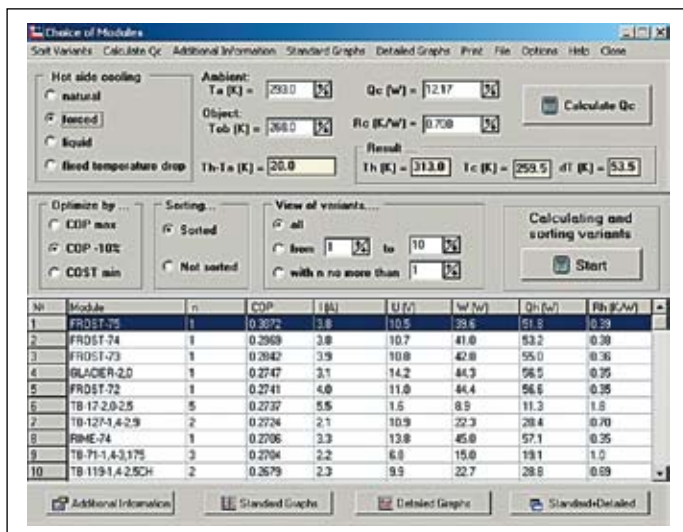 Choice of Modules
Sort Variants Calculate Qc Additional Information Standard Graphs Detailed Graphs Print File Options Help Close
Hot side cooling
natural
forced
liquid
fixed temperature drop
Ambient:
Ta [K] = 293.0
Object:
Tob [K] = 268.0
Th-Ta [K] = 20.0
Qc [W] = 12.17
Rc [K/W] = 0.708
Calculate Qc
Result ...
Th [K] = 313.0 Tc [K] = 259.5 dT [K] = 53.5
Optimize by ...
COP max
COP -10%
COST min
Sorting...
Sorted
Not sorted
View of variants....
all
from 1 to 10
with n no more than 1
Calculating and
sorting variants
Start
№ Module n COP I [A] U [V] W [W] Qh [W] Rh [K/W]
1 FROST-75 1 0.3072 3.8 10.5 39.6 51.8 0.39
2 FROST-74 1 0.2969 3.8 10.7 41.0 53.2 0.38
3 FROST-73 1 0.2842 3.9 10.8 42.8 55.0 0.36
4 GLACIER-2,0 1 0.2747 3.1 14.2 44.3 56.5 0.35
5 FROST-72 1 0.2741 4.0 11.0 44.4 56.6 0.35
6 TB-17-2,0-2,5 5 0.2737 5.5 1.6 8.9 11.3 1.8
7 TB-127-1,4-2,9 2 0.2724 2.1 10.9 22.3 28.4 0.70
8 RIME-74 1 0.2706 3.3 13.8 45.0 57.1 0.35
9 TB-71-1,4-3,175 3 0.2704 2.2 6.8 15.0 19.1 1.0
10 TB-119-1,4-2.5CH 2 0.2679 2.3 9.9 22.7 28.8 0.69
Additional Information Standard Graphs Detailed Graphs Standard+Detailed